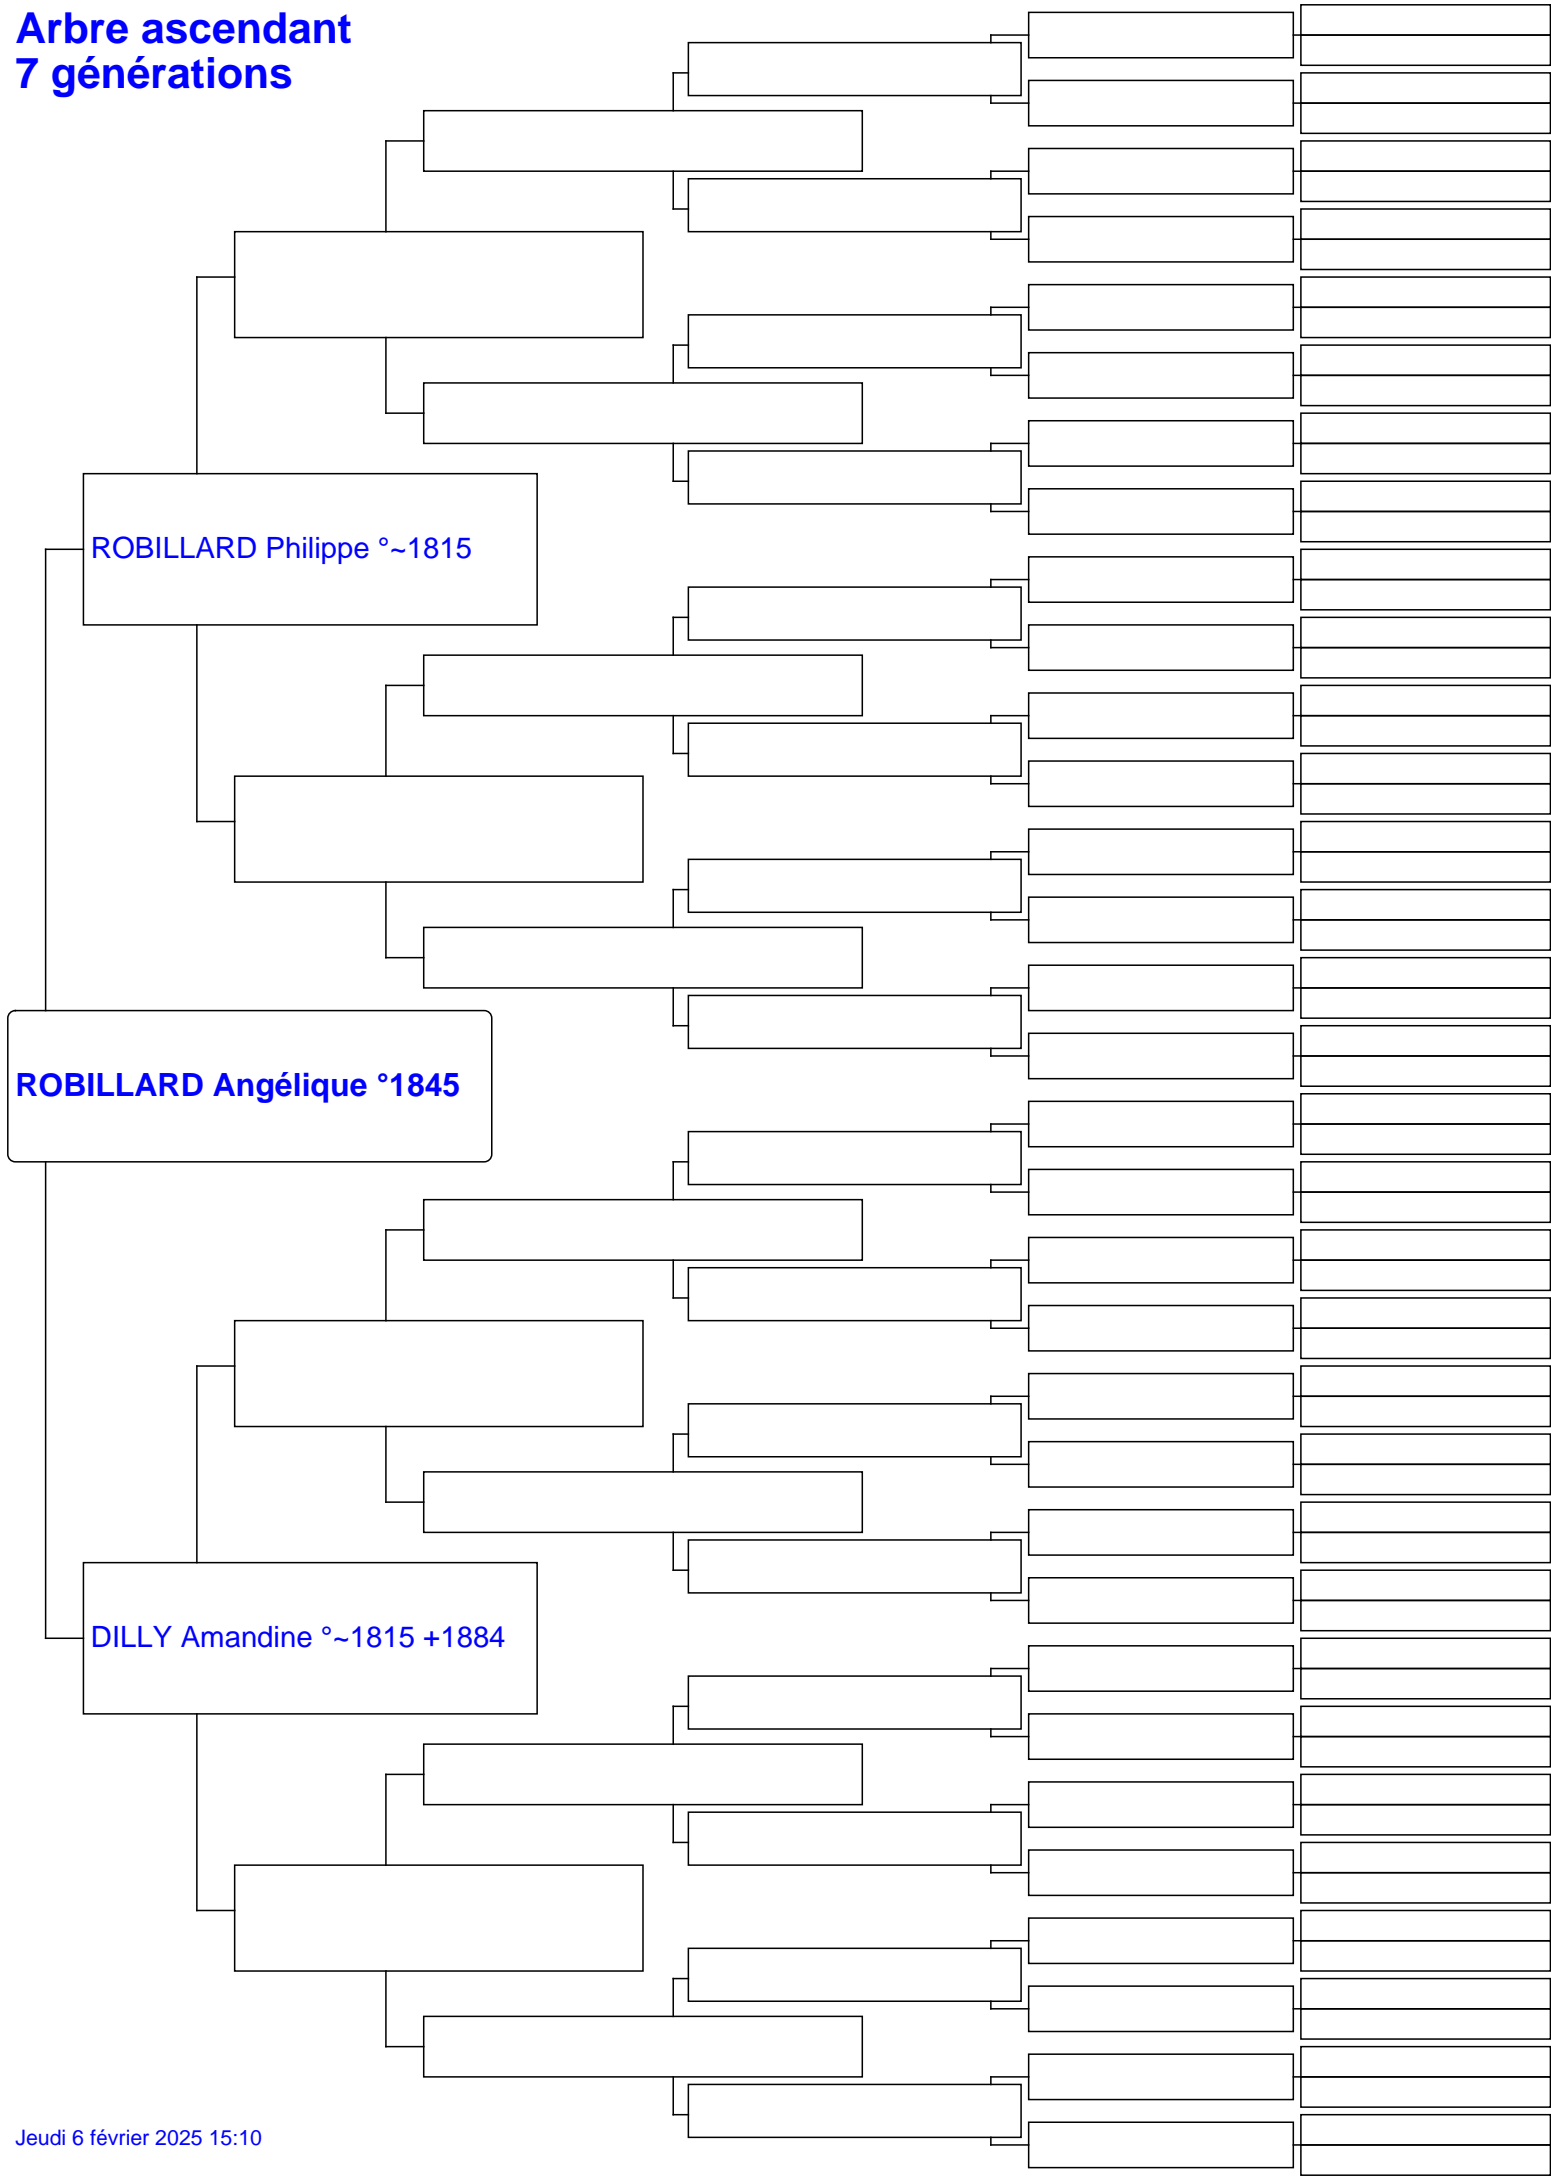 Arbre ascendant
7 générations
ROBILLARD Philippe °~1815
ROBILLARD Angélique °1845
DILLY Amandine °~1815 +1884
Jeudi 6 février 2025 15:10